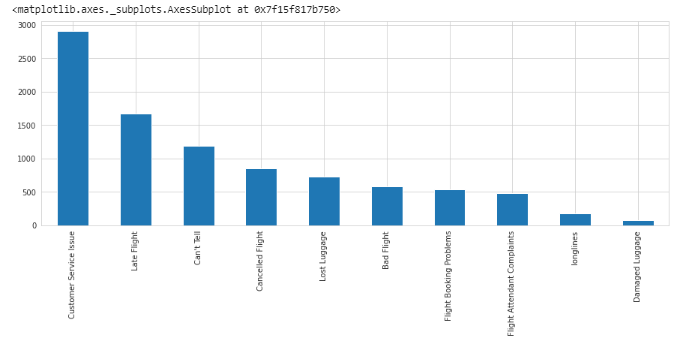 <matplotlib.axes._subplots.AxesSubplot at 0x7f15f817b750>
3000
2500
2000
1500
1000
500
0
Customer Service Issue
Late Flight
Can't Tell
Cancelled Flight
Lost Luggage
Bad Flight
Flight Booking Problems
Flight Attendant Complaints
longlines
Damaged Luggage